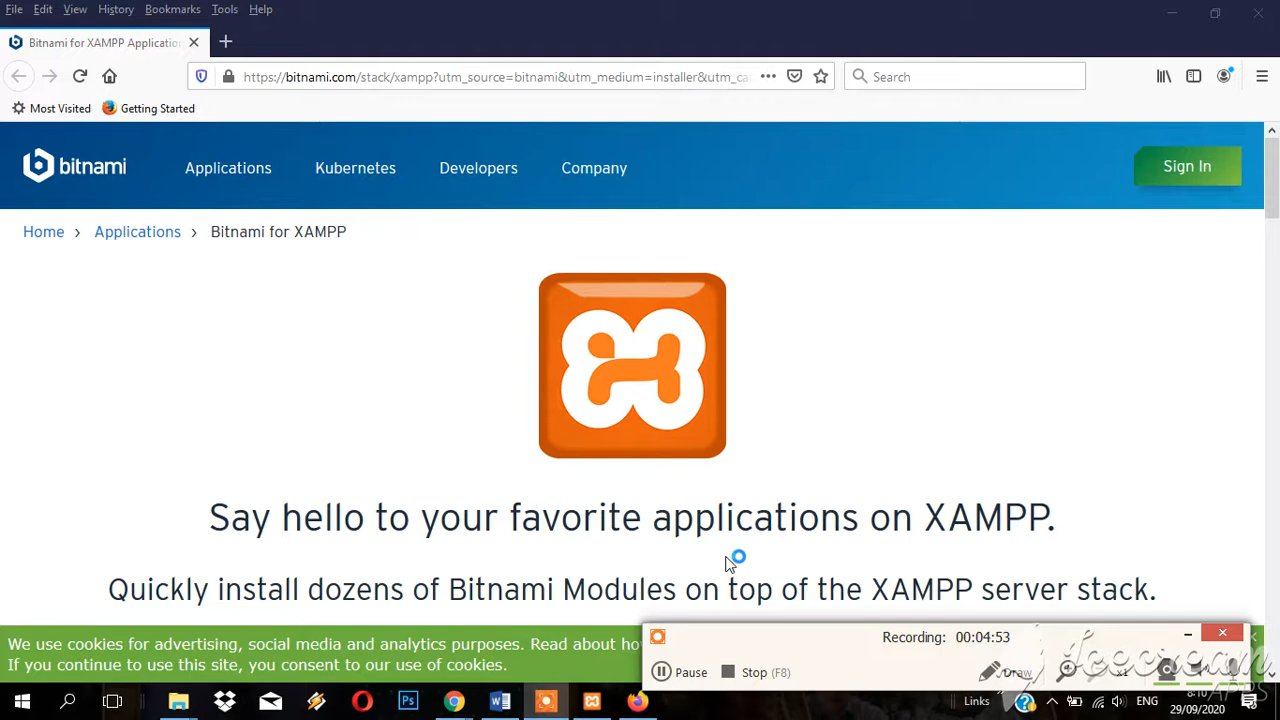 File Edit View History Bookmarks Tools Help
Bitnami for XAMPP Application
https://bitnami.com/stack/xampp?utm_source=bitnami&utm_medium=installer&utm_ca
Search
Most Visited Getting Started
bitnami Applications Kubernetes Developers Company Sign In
Home › Applications › Bitnami for XAMPP
Say hello to your favorite applications on XAMPP.
Quickly install dozens of Bitnami Modules on top of the XAMPP server stack.
We use cookies for advertising, social media and analytics purposes. Read about ho
If you continue to use this site, you consent to our use of cookies.
Recording: 00:04:53
Pause Stop (F8) Draw x1
Icecream
APPS
Links ENG
29/09/2020